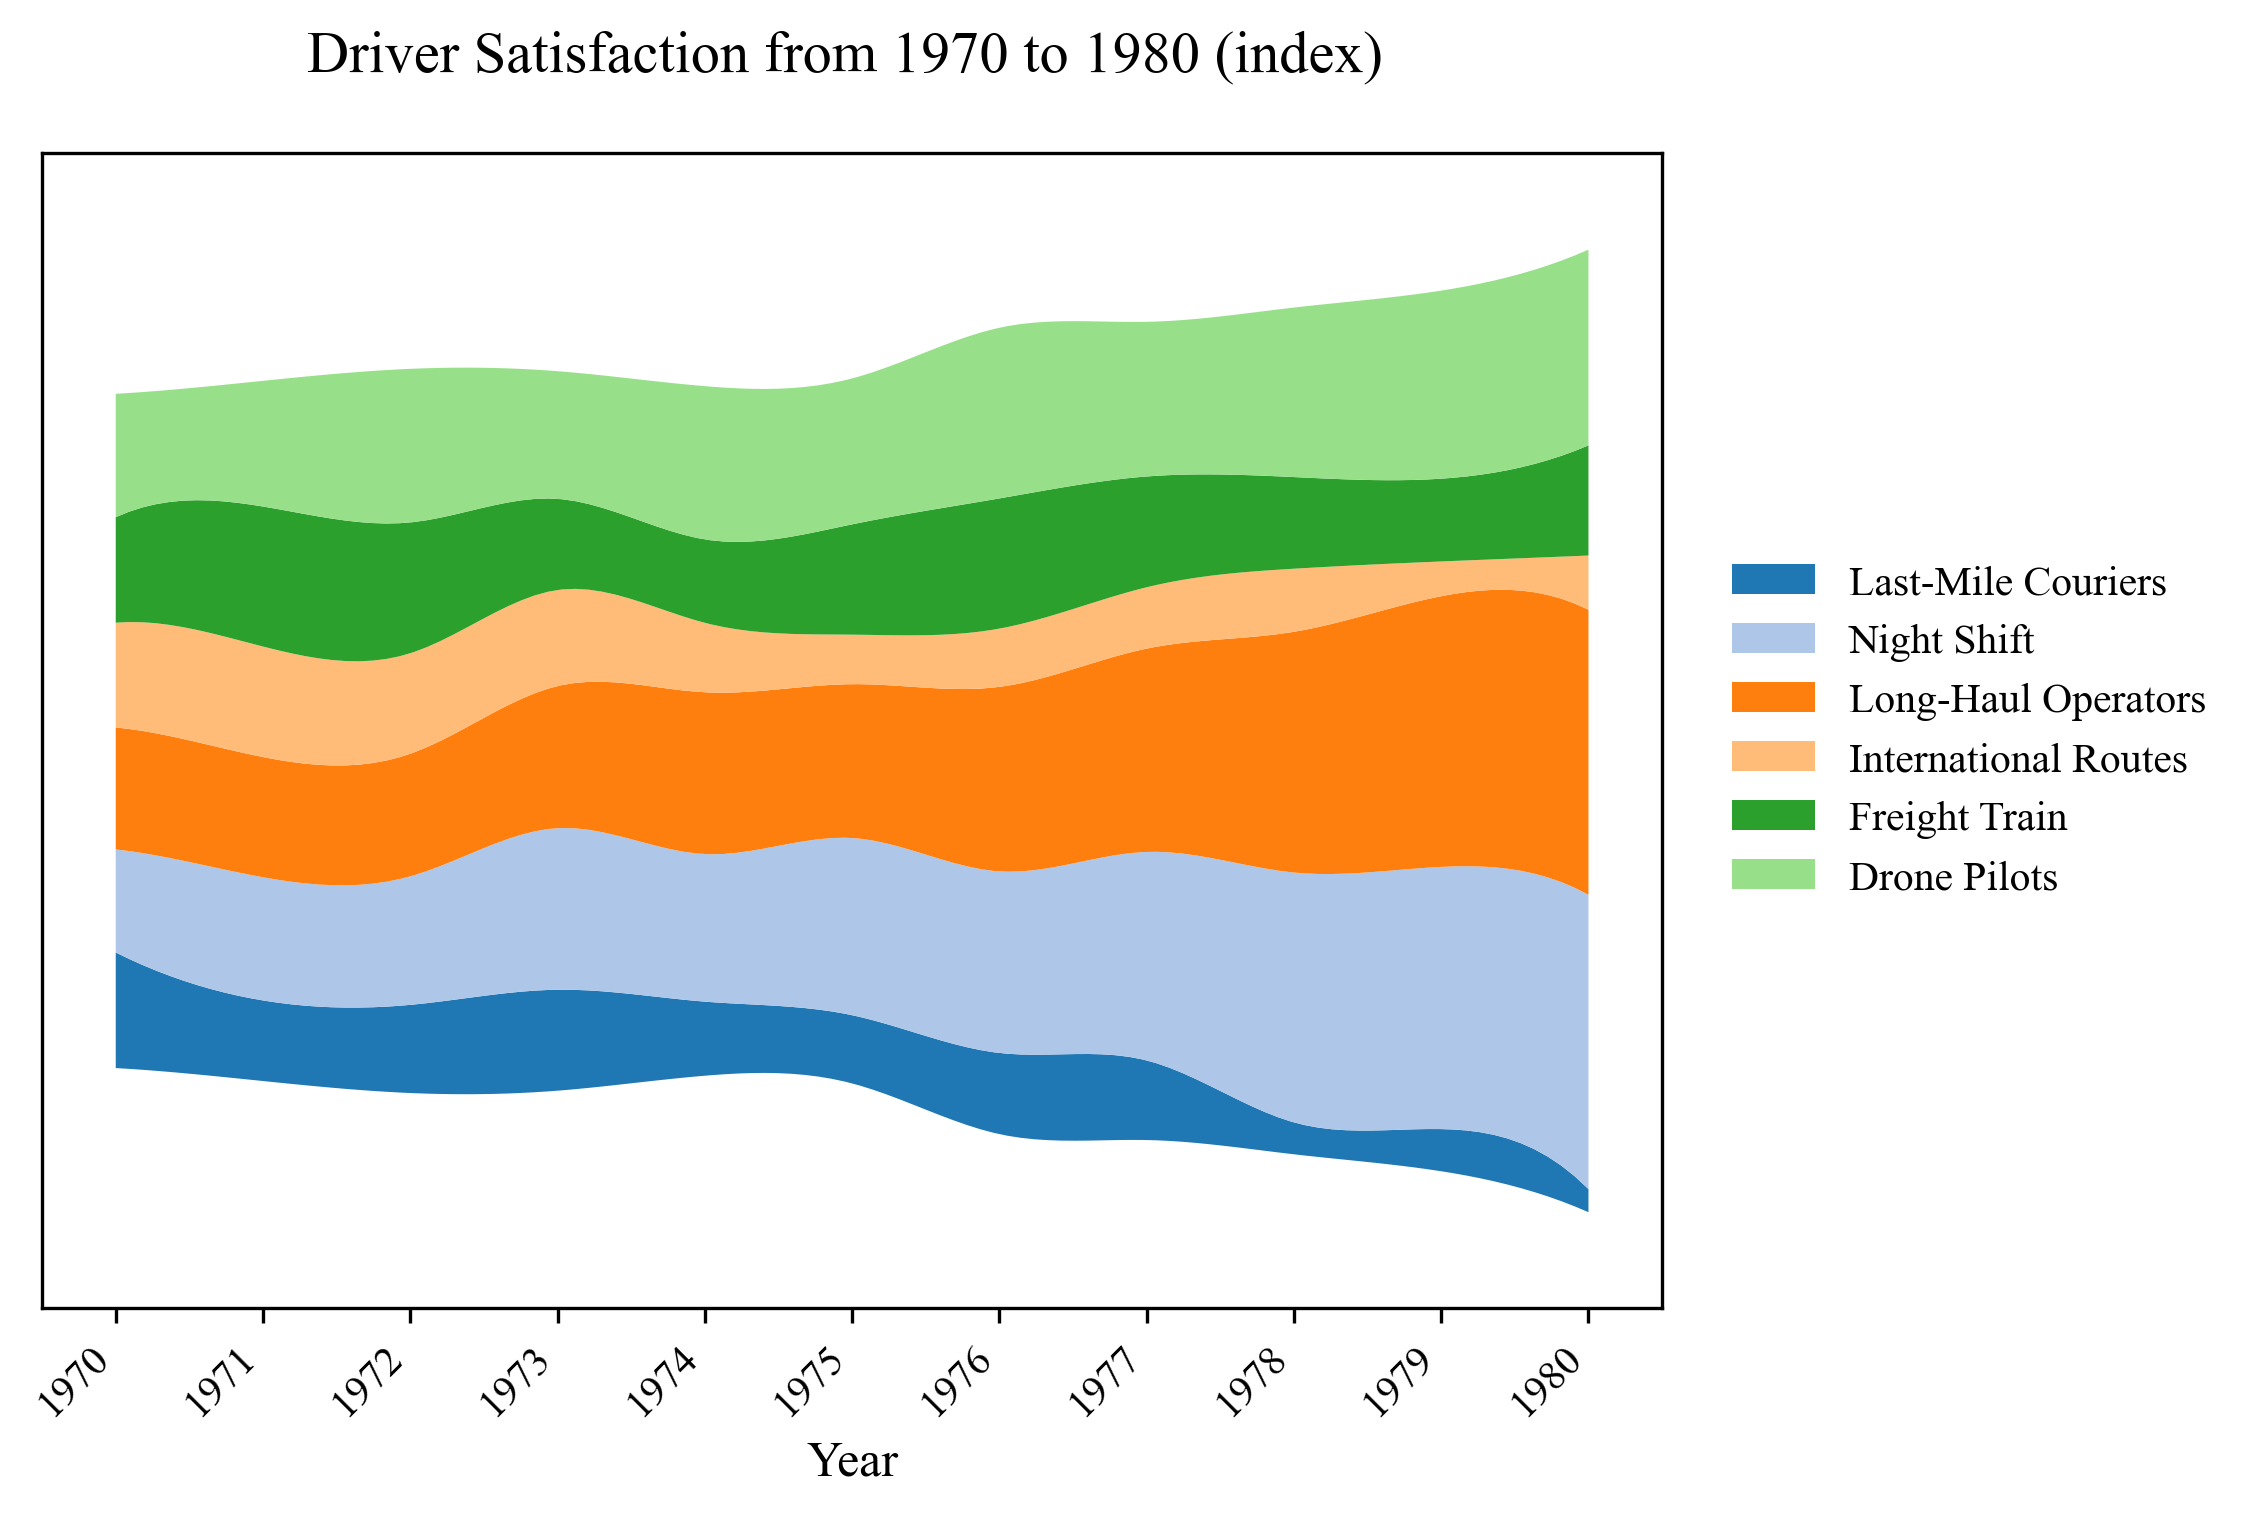 Driver Satisfaction from 1970 to 1980 (index)
Last-Mile Couriers
Night Shift
Long-Haul Operators
International Routes
Freight Train
Drone Pilots
1970
1971
1972
1973
1974
1975
1976
1977
1978
1979
1980
Year